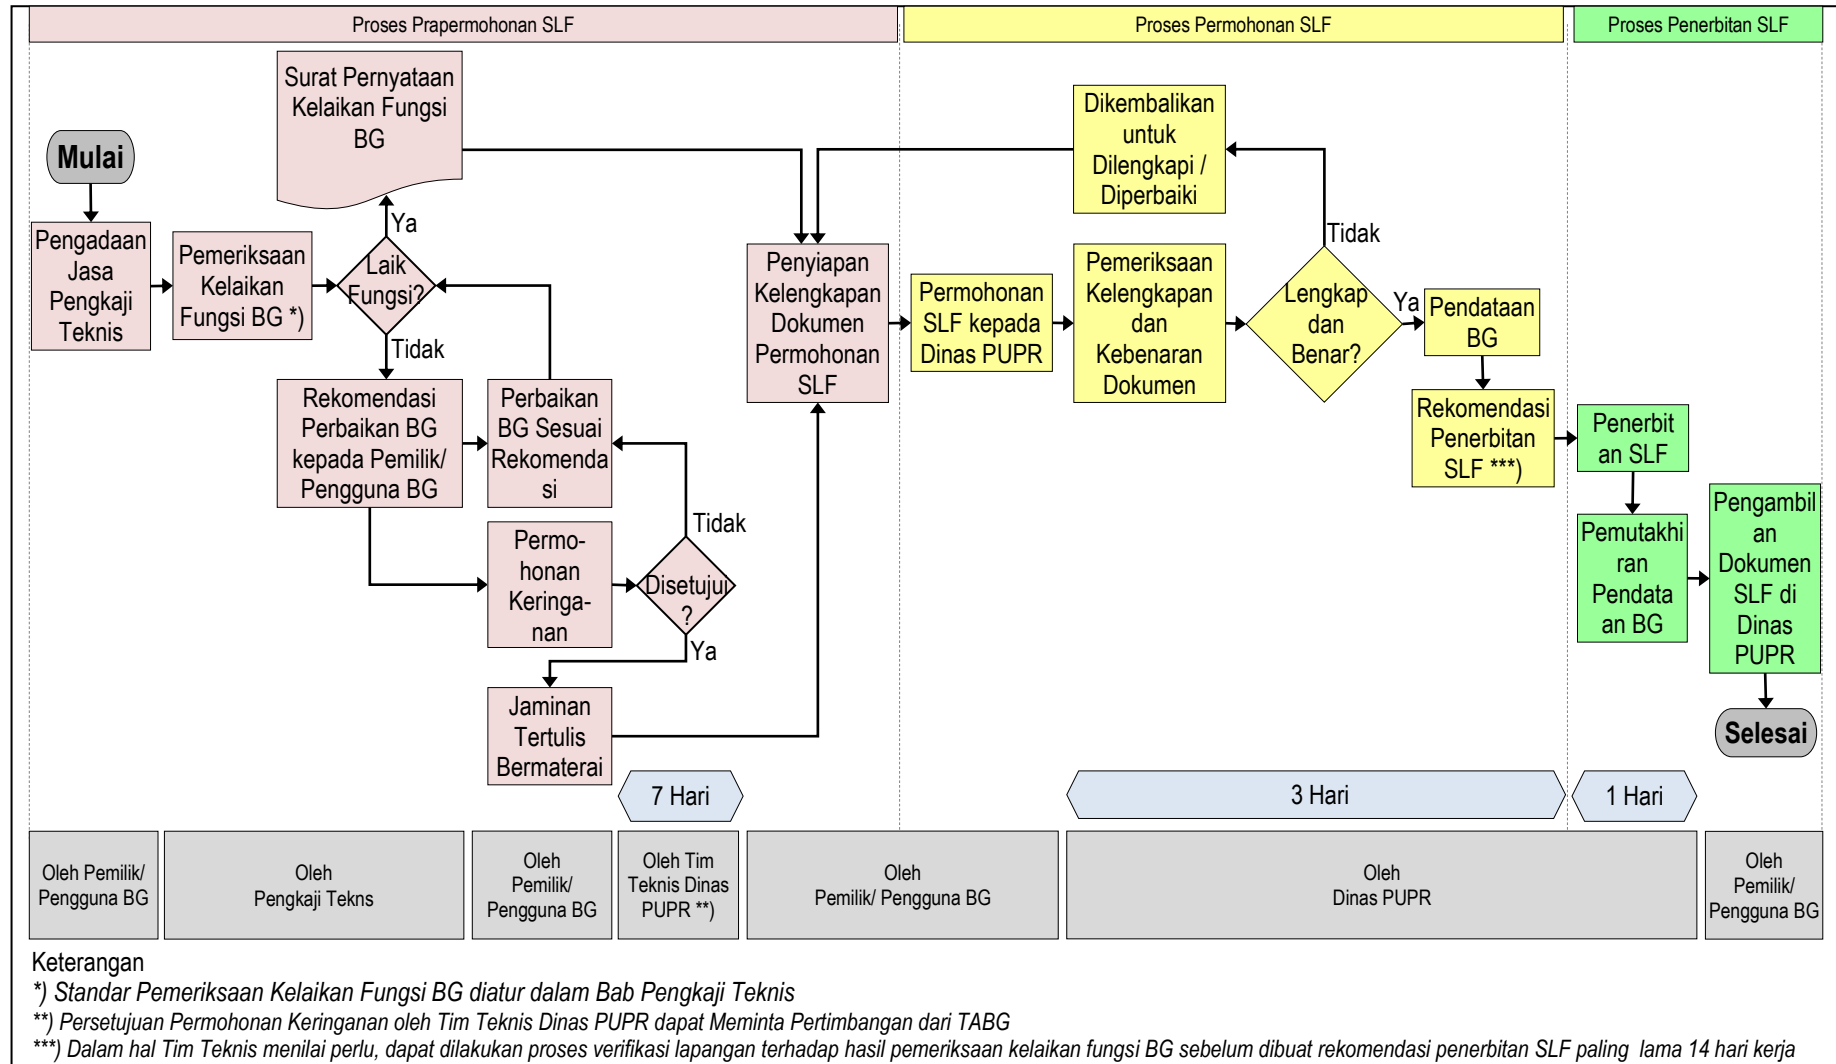 Proses Prapermohonan SLF
Proses Permohonan SLF
Proses Penerbitan SLF
Mulai
Pengadaan
Jasa
Pengkaji
Teknis
Pemeriksaan
Kelaikan
Fungsi BG *)
Laik
Fungsi?
Ya
Surat Pernyataan
Kelaikan Fungsi
BG
Tidak
Rekomendasi
Perbaikan BG
kepada Pemilik/
Pengguna BG
Perbaikan
BG Sesuai
Rekomenda
si
Permo-
honan
Keringa-
nan
Disetujui
?
Tidak
Ya
Jaminan
Tertulis
Bermaterai
Penyiapan
Kelengkapan
Dokumen
Permohonan
SLF
Permohonan
SLF kepada
Dinas PUPR
Pemeriksaan
Kelengkapan
dan
Kebenaran
Dokumen
Lengkap
dan
Benar?
Tidak
Dikembalikan
untuk
Dilengkapi /
Diperbaiki
Ya
Pendataan
BG
Rekomendasi
Penerbitan
SLF ***)
Penerbit
an SLF
Pemutakhi
ran
Pendata
an BG
Pengambil
an
Dokumen
SLF di
Dinas
PUPR
Selesai
7 Hari
3 Hari
1 Hari
Oleh Pemilik/
Pengguna BG
Oleh
Pengkaji Tekns
Oleh
Pemilik/
Pengguna BG
Oleh Tim
Teknis Dinas
PUPR **)
Oleh
Pemilik/ Pengguna BG
Oleh
Dinas PUPR
Oleh
Pemilik/
Pengguna BG
Keterangan
*) Standar Pemeriksaan Kelaikan Fungsi BG diatur dalam Bab Pengkaji Teknis
**) Persetujuan Permohonan Keringanan oleh Tim Teknis Dinas PUPR dapat Meminta Pertimbangan dari TABG
***) Dalam hal Tim Teknis menilai perlu, dapat dilakukan proses verifikasi lapangan terhadap hasil pemeriksaan kelaikan fungsi BG sebelum dibuat rekomendasi penerbitan SLF paling lama 14 hari kerja